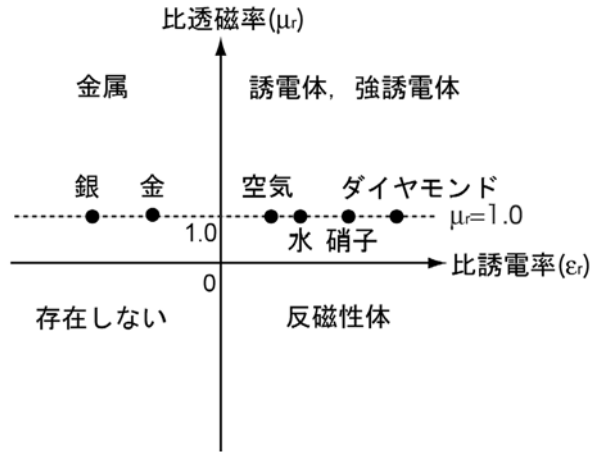 比透磁率(μr)
金属
誘電体，強誘電体
銀
金
空気
ダイヤモンド
μr=1.0
1.0
水
硝子
比誘電率(εr)
0
存在しない
反磁性体